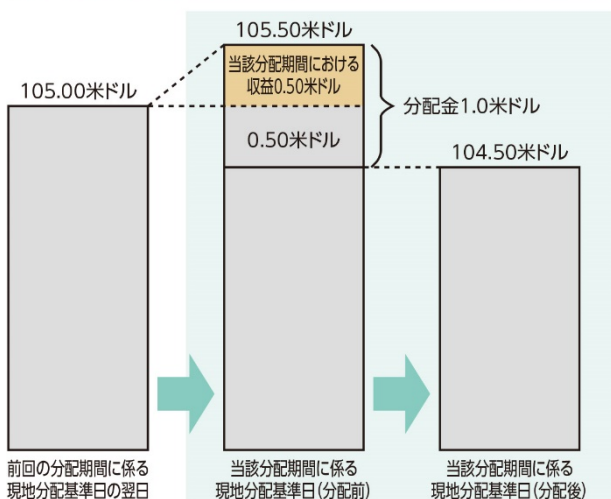 105.50米ドル
当該分配期間における
収益0.50米ドル
105.00米ドル
分配金1.0米ドル
0.50米ドル
104.50米ドル
前回の分配期間に係る
現地分配基準日の翌日
当該分配期間に係る
現地分配基準日(分配前)
当該分配期間に係る
現地分配基準日(分配後)